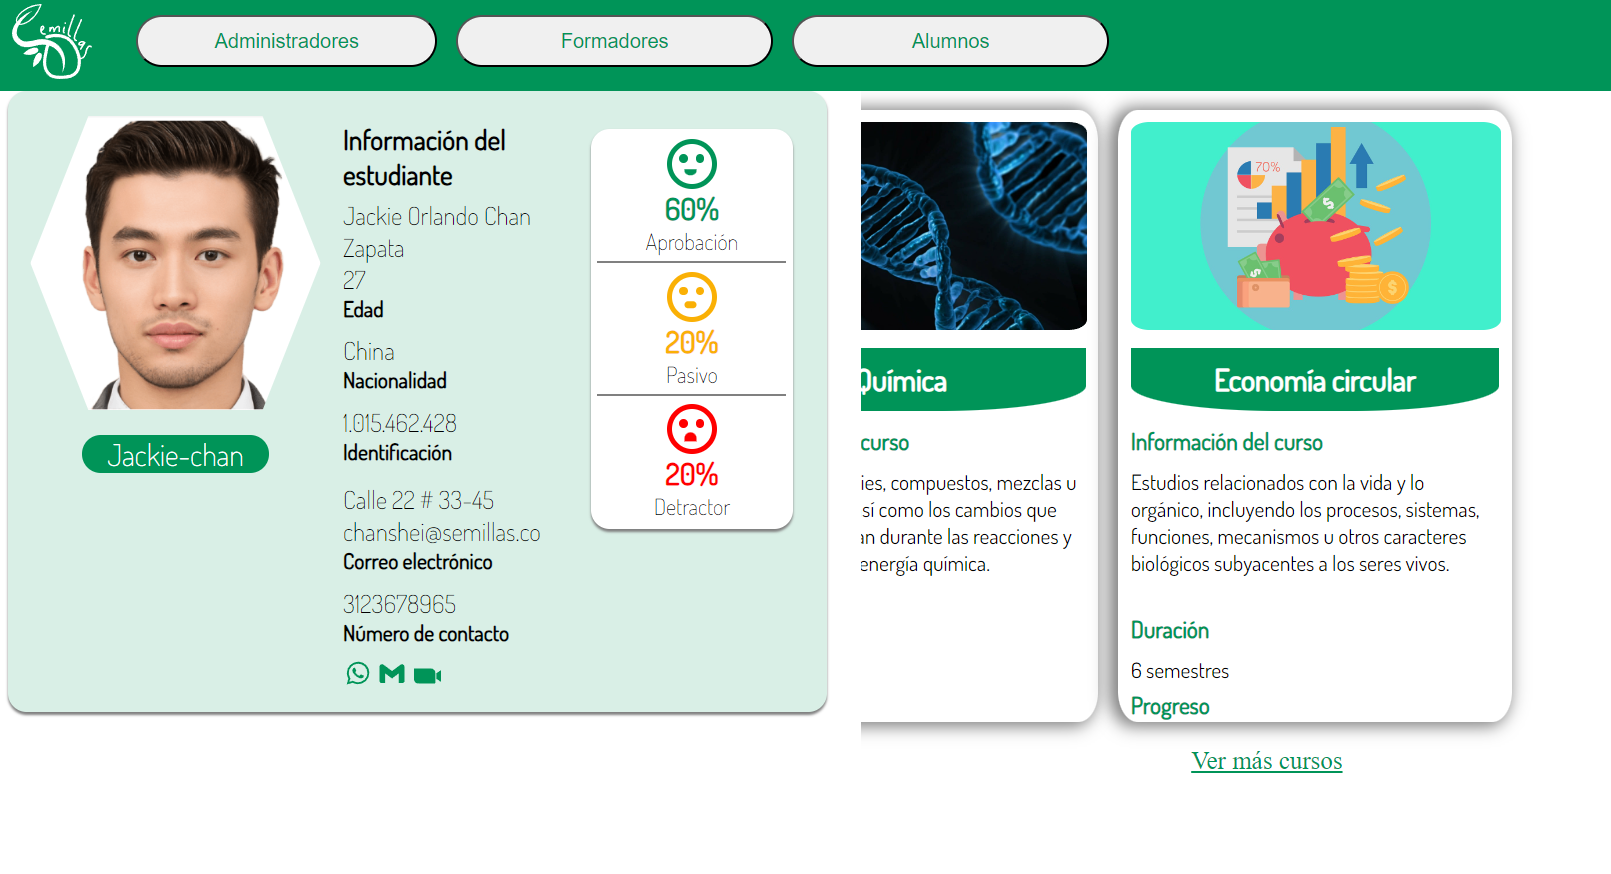 Semillas
Administradores
Formadores
Alumnos
Información del
estudiante
Jackie Orlando Chan
Zapata
27
Edad
China
Nacionalidad
1.015.462.428
Identificación
Calle 22 # 33-45
chanshei@semillas.co
Correo electrónico
3123678965
Número de contacto
Jackie-chan
60%
Aprobación
20%
Pasivo
20%
Detractor
Química
curso
ies, compuestos, mezclas u
sí como los cambios que
an durante las reacciones y
energía química.
70%
$
$
$
Economía circular
Información del curso
Estudios relacionados con la vida y lo
orgánico, incluyendo los procesos, sistemas,
funciones, mecanismos u otros caracteres
biológicos subyacentes a los seres vivos.
Duración
6 semestres
Progreso
Ver más cursos